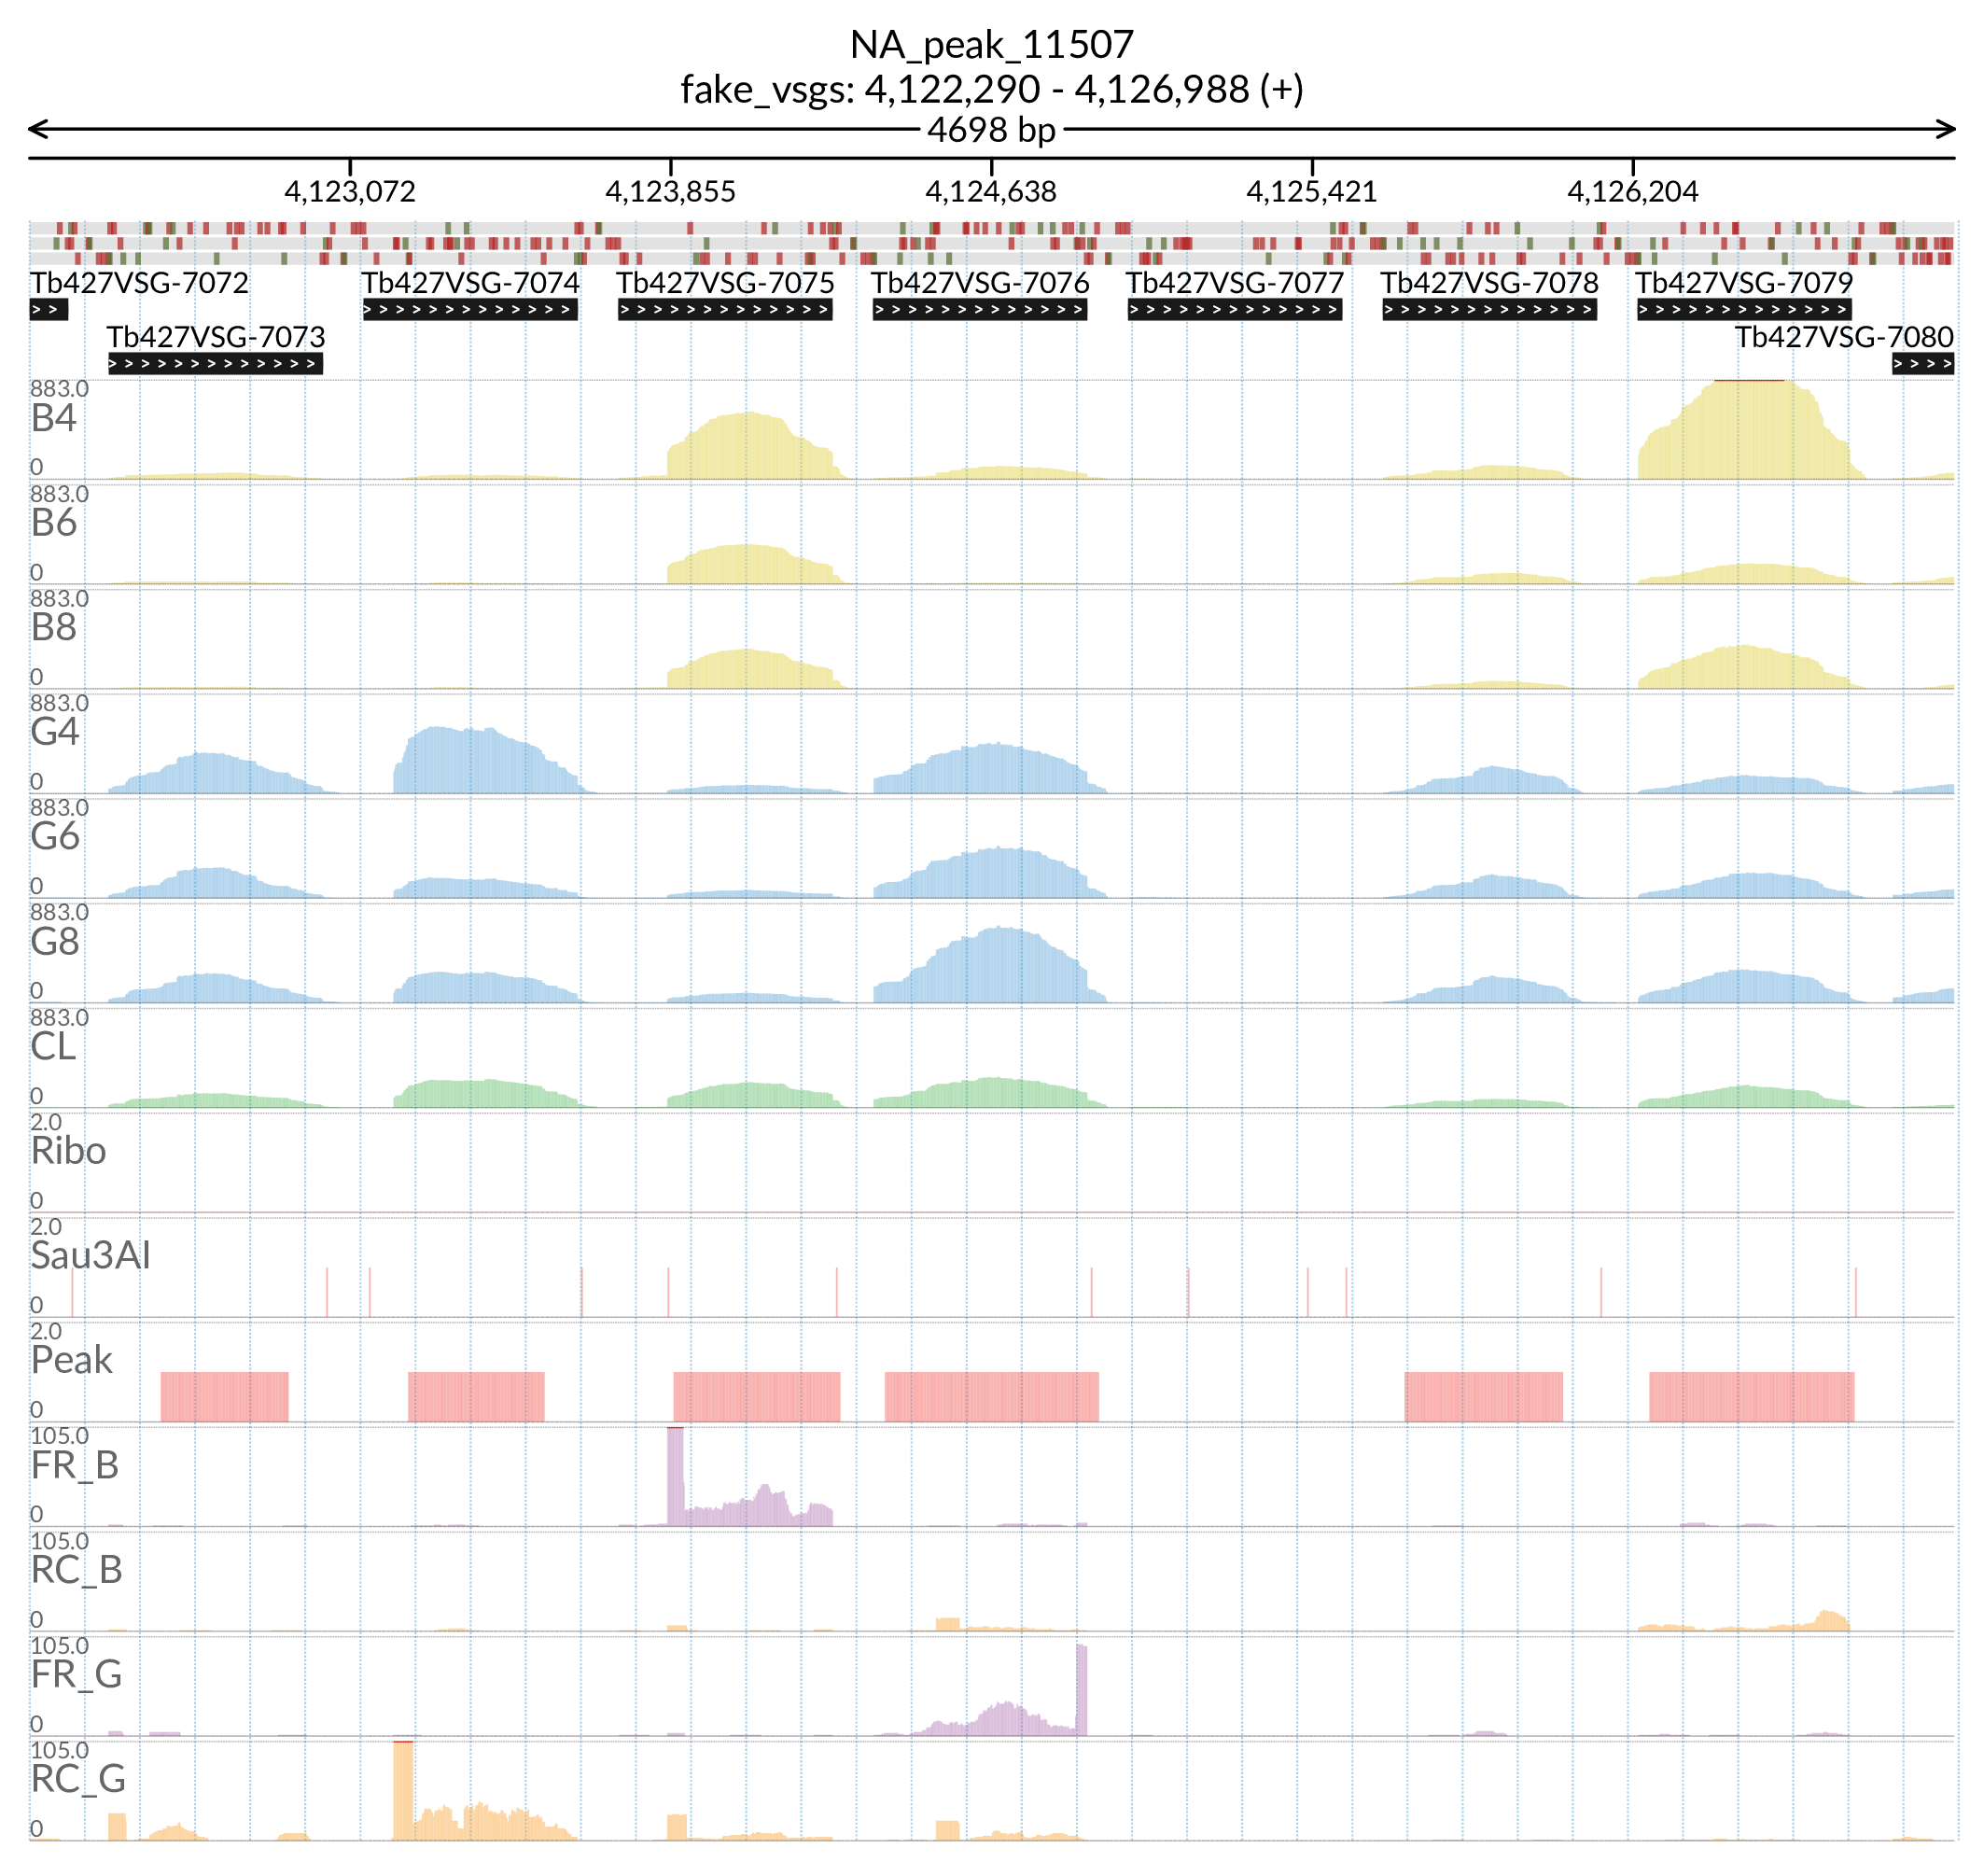 NA_peak_11507
fake_vsgs: 4,122,290 - 4,126,988 (+)
4698 bp
4,123,072 4,123,855 4,124,638 4,125,421 4,126,204
Tb427VSG-7072 Tb427VSG-7074 Tb427VSG-7075 Tb427VSG-7076 Tb427VSG-7077 Tb427VSG-7078 Tb427VSG-7079
Tb427VSG-7073 Tb427VSG-7080
883.0
B4
0
883.0
B6
0
883.0
B8
0
883.0
G4
0
883.0
G6
0
883.0
G8
0
883.0
CL
0
2.0
Ribo
0
2.0
Sau3AI
0
2.0
Peak
0
105.0
FR_B
0
105.0
RC_B
0
105.0
FR_G
0
105.0
RC_G
0